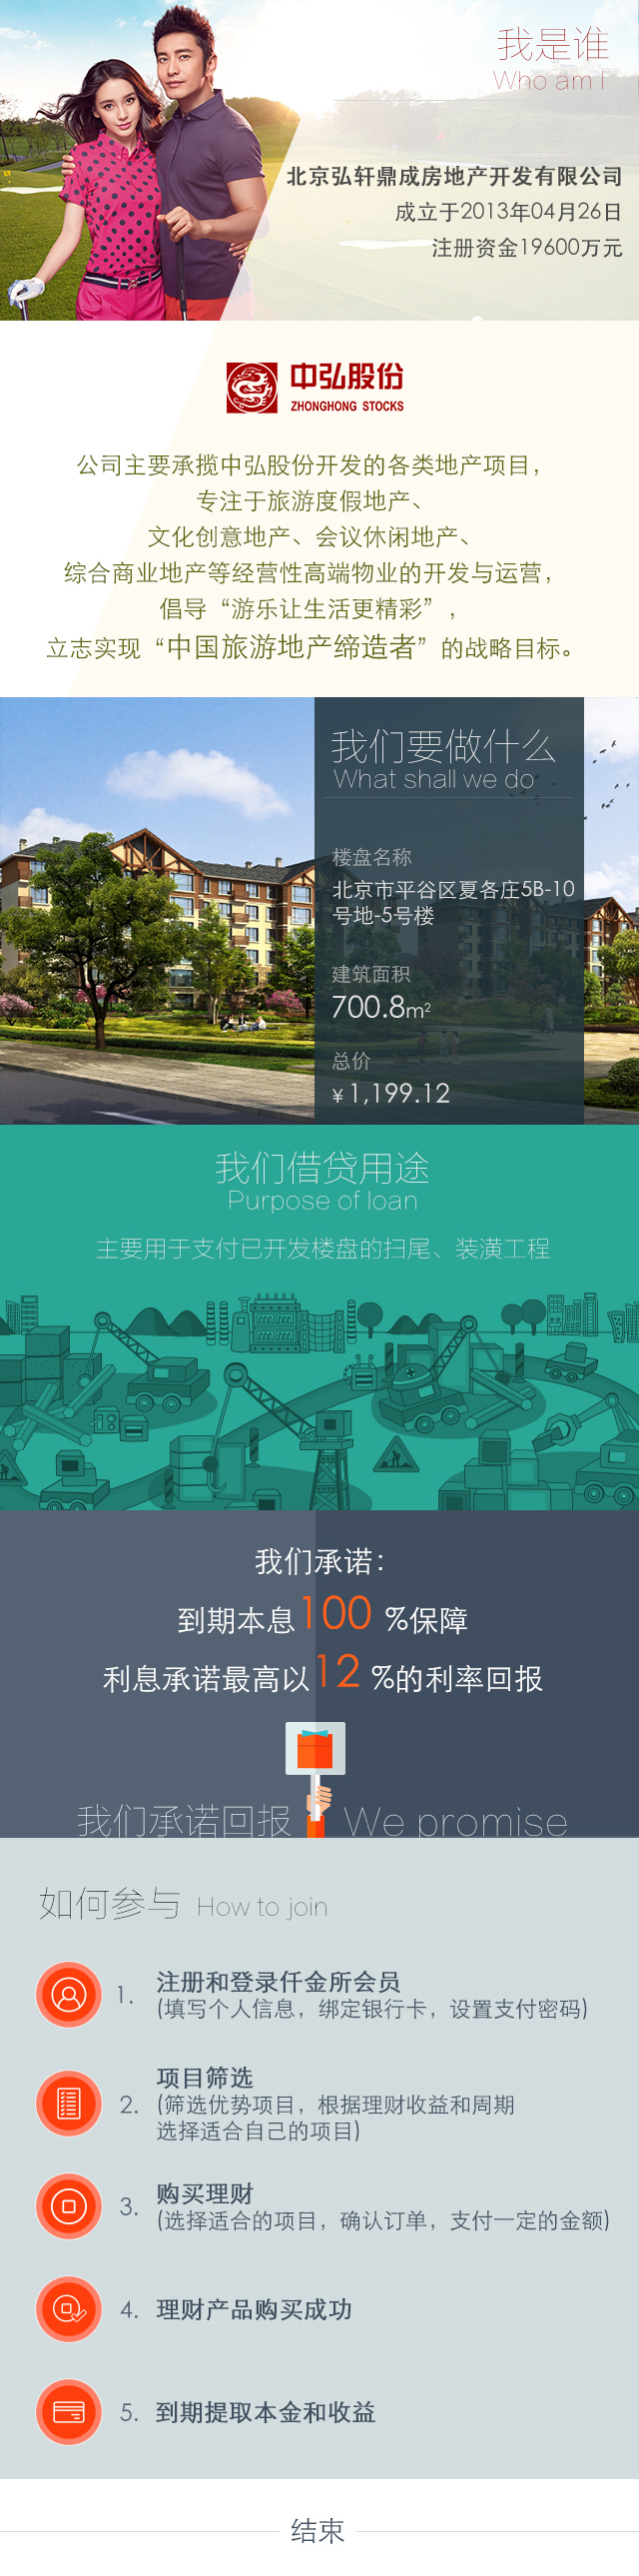 我是谁
Who am I
北京弘轩鼎成房地产开发有限公司
成立于2013年04月26日
注册资金19600万元
中弘股份
ZHONGHONG STOCKS
公司主要承揽中弘股份开发的各类地产项目，
专注于旅游度假地产、
文化创意地产、会议休闲地产、
综合商业地产等经营性高端物业的开发与运营，
倡导“游乐让生活更精彩”，
立志实现“中国旅游地产缔造者”的战略目标。
我们要做什么
What shall we do
楼盘名称
北京市平谷区夏各庄5B-10
号地-5号楼
建筑面积
700.8m²
总价
¥ 1,199.12
我们借贷用途
Purpose of loan
主要用于支付已开发楼盘的扫尾、装潢工程
我们承诺：
到期本息100 %保障
利息承诺最高以12 %的利率回报
我们承诺回报 We promise
如何参与 How to join
1. 注册和登录仟金所会员
(填写个人信息，绑定银行卡，设置支付密码)
项目筛选
2. (筛选优势项目，根据理财收益和周期
选择适合自己的项目)
3. 购买理财
(选择适合的项目，确认订单，支付一定的金额)
4. 理财产品购买成功
5. 到期提取本金和收益
结束